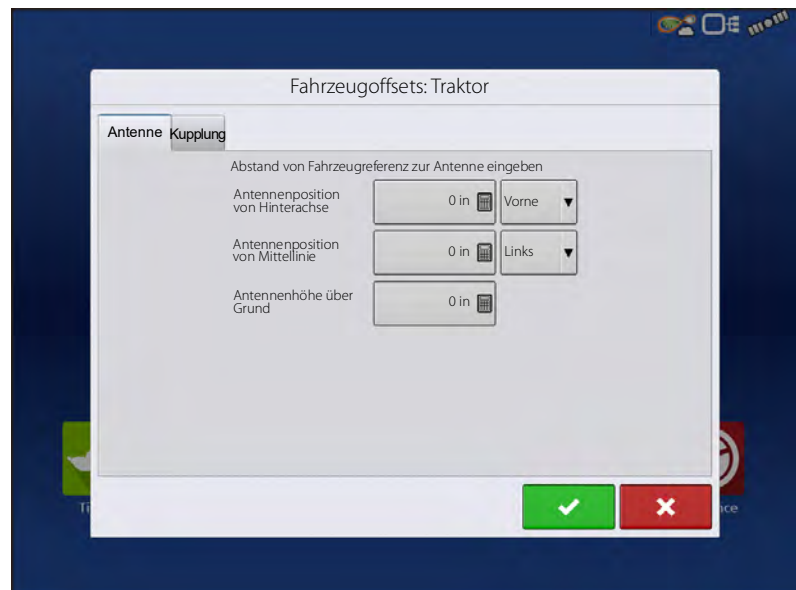 Fahrzeugoffsets: Traktor
Antenne Kupplung
Abstand von Fahrzeugreferenz zur Antenne eingeben
Antennenposition
von Hinterachse
0 in
Vorne
Antennenposition
von Mittellinie
0 in
Links
Antennenhöhe über
Grund
0 in